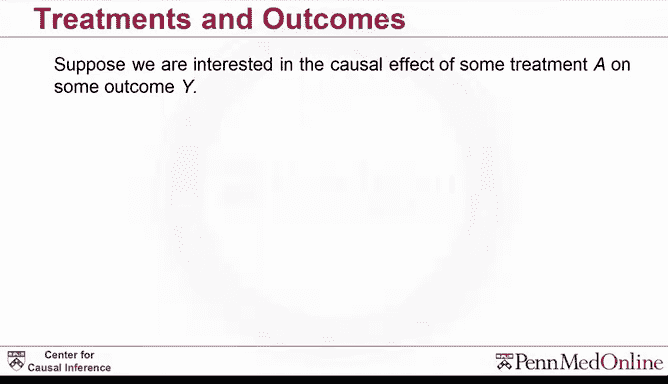 Treatments and Outcomes
Suppose we are interested in the causal effect of some treatment A on
some outcome Y.
Center for
Causal Inference
PennMedOnline